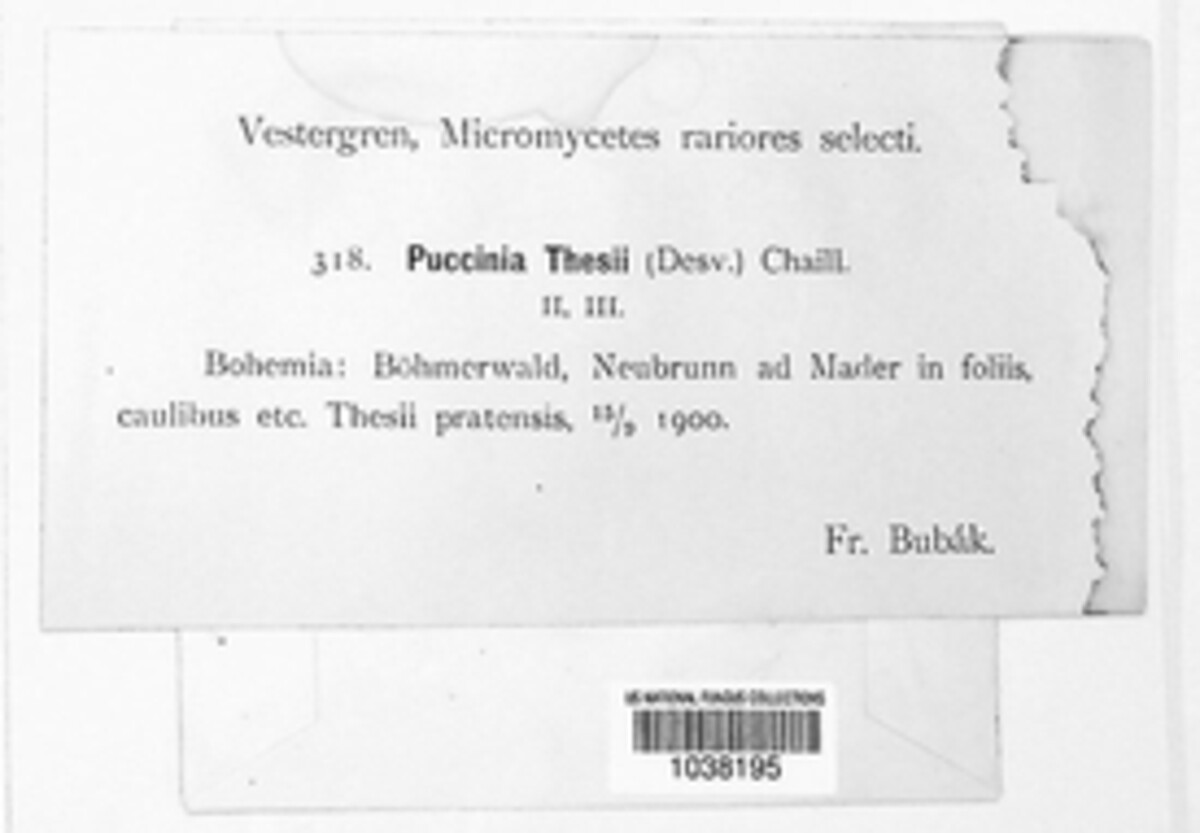 Vestergren, Micromycetes rariores selecti.
318. Puccinia Thesii (Desv.) Chaill.
II, III.
Bohemia: Böhmerwald, Neubrunn ad Mader in foliis,
caulibus etc. Thesii pratensis, 15/9 1900.
Fr. Bubák.
US NATIONAL FUNGUS COLLECTIONS
1038195